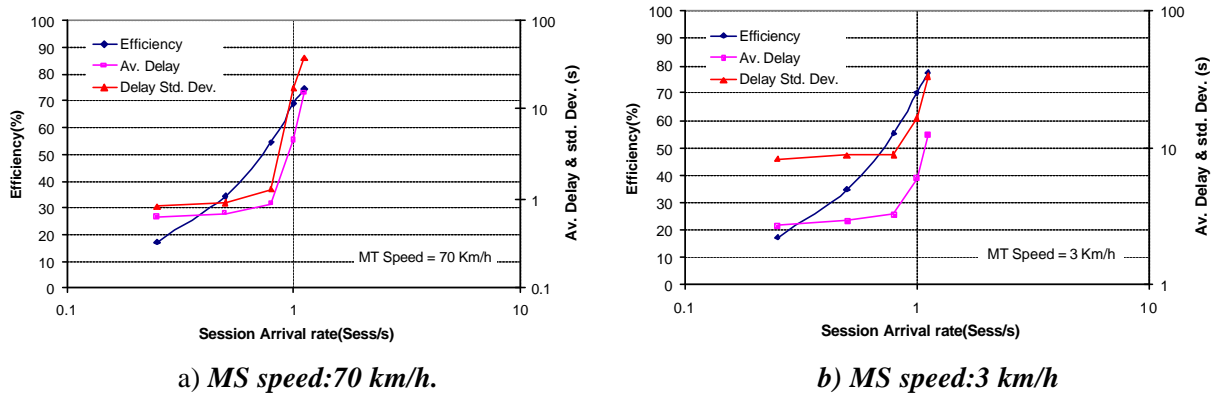 100
90
80
70
60
50
40
30
20
10
0
Efficiency(%)
Efficiency
Av. Delay
Delay Std. Dev.
MT Speed = 70 Km/h
100
10
1
0.1
Av. Delay & std. Dev. (s)
0.1
1
10
Session Arrival rate(Sess/s)
a) MS speed:70 km/h.
100
90
80
70
60
50
40
30
20
10
0
Efficiency(%)
Efficiency
Av. Delay
Delay Std. Dev.
MT Speed = 3 Km/h
100
10
1
Av. Delay & std. Dev. (s)
0.1
1
10
Session Arrival rate(Sess/s)
b) MS speed:3 km/h